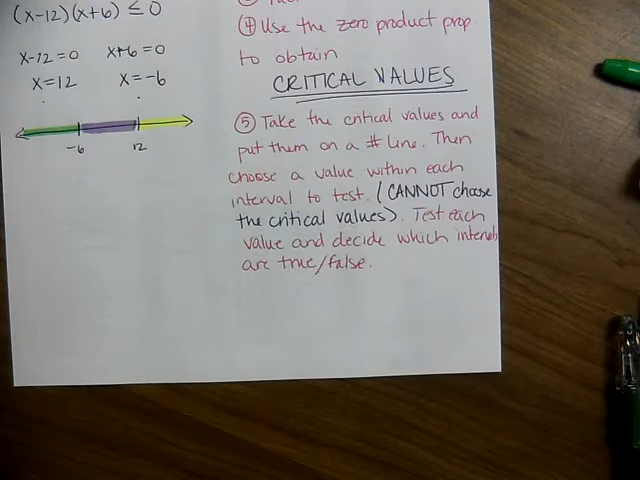 (x-12)(x+6) ≤ 0
x-12=0 x+6=0
x=12 x=-6
-6 12
④ Use the zero product prop
to obtain
CRITICAL VALUES
⑤ Take the critical values and
put them on a # line. Then
choose a value within each
interval to test. (CANNOT choose
the critical values). Test each
value and decide which intervals
are true/false.